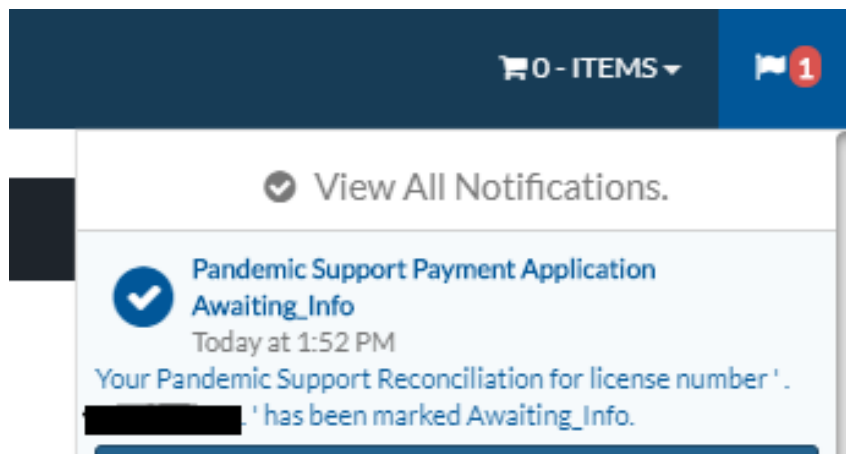 0 - ITEMS
1
View All Notifications.
Pandemic Support Payment Application
Awaiting_Info
Today at 1:52 PM
Your Pandemic Support Reconciliation for license number ' .
. ' has been marked Awaiting_Info.